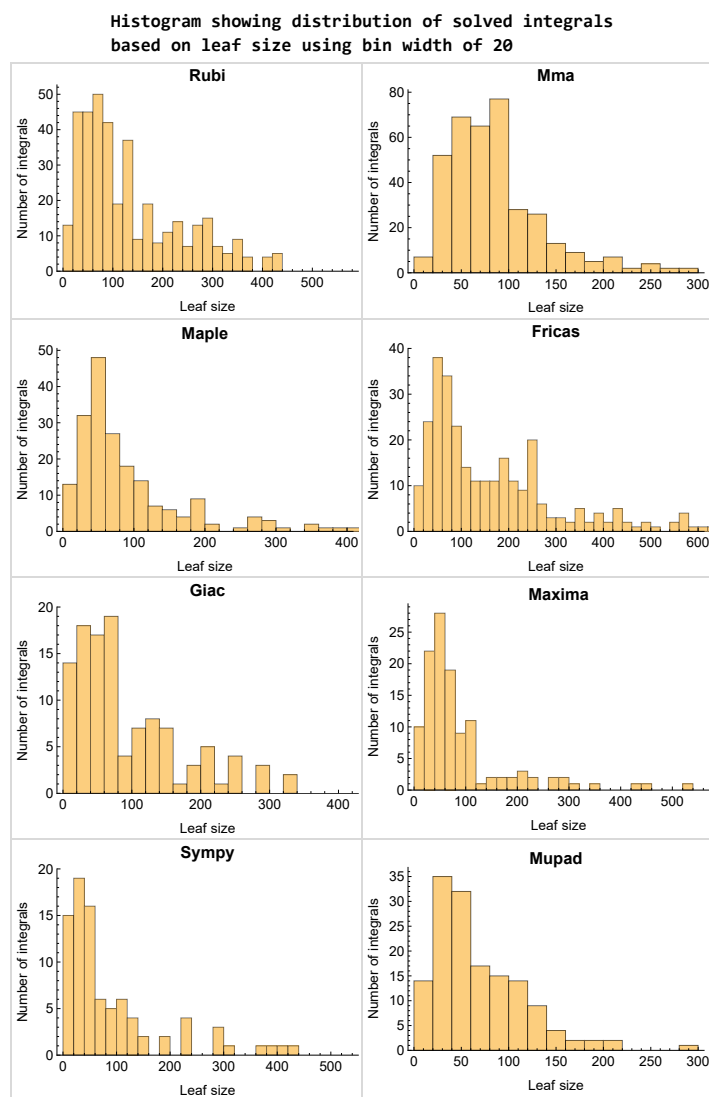 Histogram showing distribution of solved integrals
based on leaf size using bin width of 20
Rubi
Number of integrals
50
40
30
20
10
0
0 100 200 300 400 500
Leaf size
Mma
Number of integrals
80
60
40
20
0
0 50 100 150 200 250 300
Leaf size
Maple
Number of integrals
50
40
30
20
10
0
0 100 200 300 400
Leaf size
Fricas
Number of integrals
40
30
20
10
0
0 100 200 300 400 500 600
Leaf size
Giac
Number of integrals
20
15
10
5
0
0 100 200 300 400
Leaf size
Maxima
Number of integrals
25
20
15
10
5
0
0 100 200 300 400 500
Leaf size
Sympy
Number of integrals
20
15
10
5
0
0 100 200 300 400 500
Leaf size
Mupad
Number of integrals
35
30
25
20
15
10
5
0
0 50 100 150 200 250 300
Leaf size